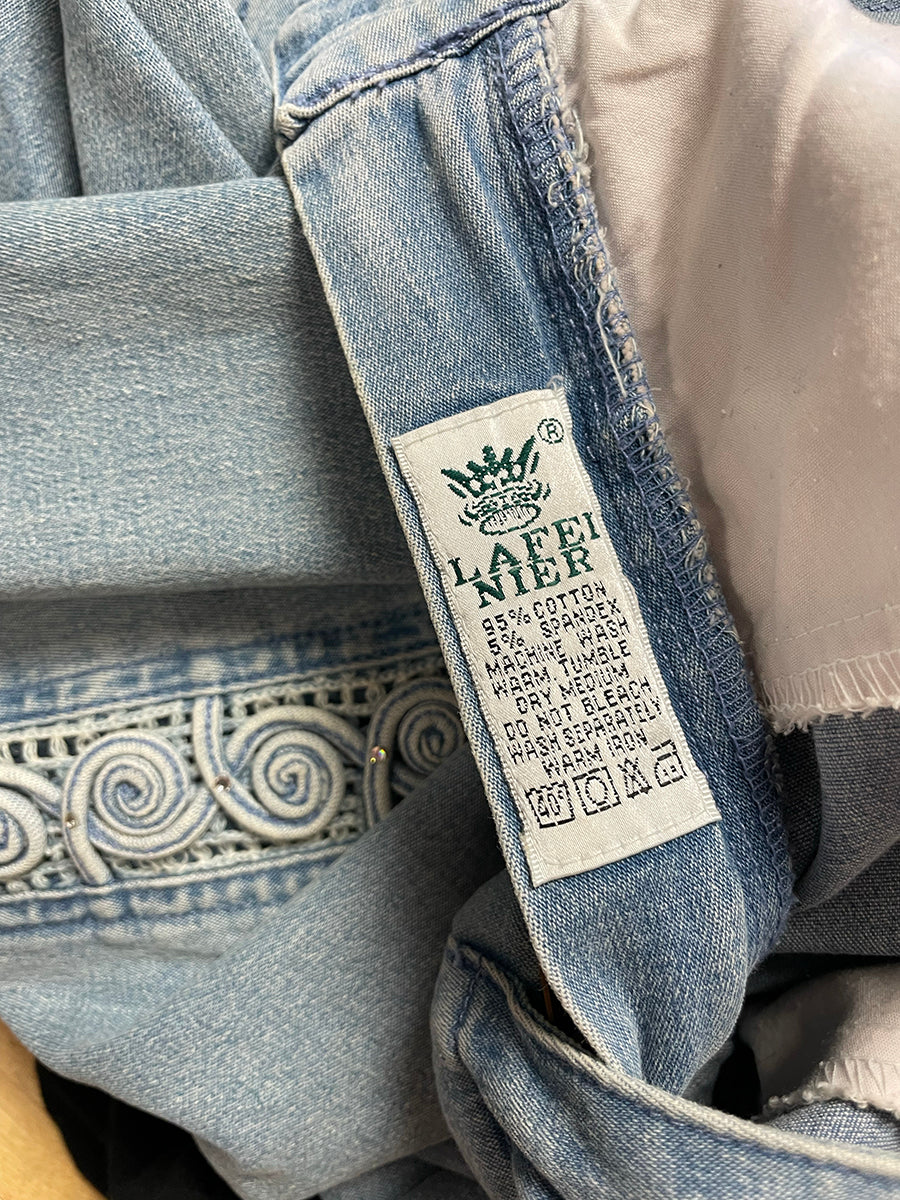 ®
LAFEI
NIER
95% COTTON
5% SPANDEX
MACHINE WASH
WARM. TUMBLE
DRY MEDIUM
DO NOT BLEACH
WASH SEPARATELY
WARM IRON
40